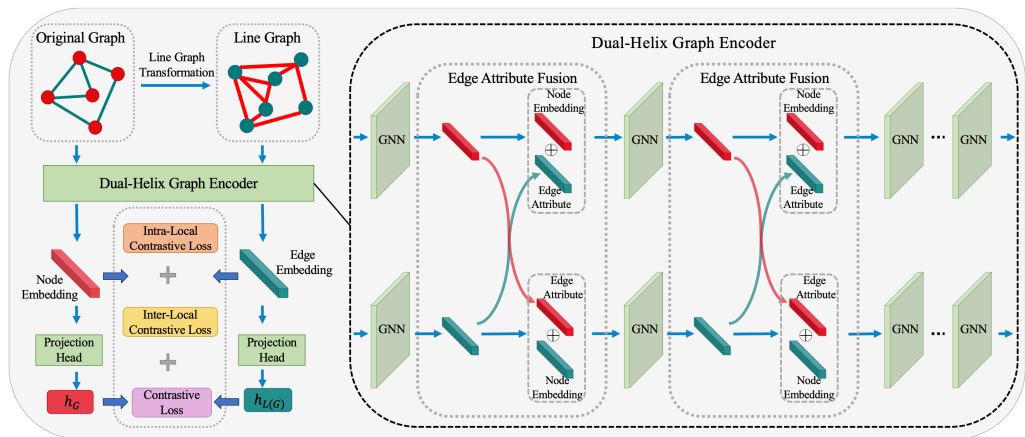 Original Graph
Line Graph
Transformation
Line Graph
Dual-Helix Graph Encoder
Node
Embedding
Edge
Embedding
Intra-Local
Contrastive Loss
Inter-Local
Contrastive Loss
Projection
Head
Projection
Head
h_G
Contrastive
Loss
h_{L(G)}
Dual-Helix Graph Encoder
Edge Attribute Fusion
Edge Attribute Fusion
GNN
Node
Embedding
⊕
Edge
Attribute
GNN
Node
Embedding
⊕
Edge
Attribute
GNN
...
GNN
GNN
Edge
Attribute
⊕
Node
Embedding
GNN
Edge
Attribute
⊕
Node
Embedding
GNN
...
GNN